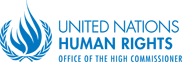 UNITED NATIONS
HUMAN RIGHTS
OFFICE OF THE HIGH COMMISSIONER